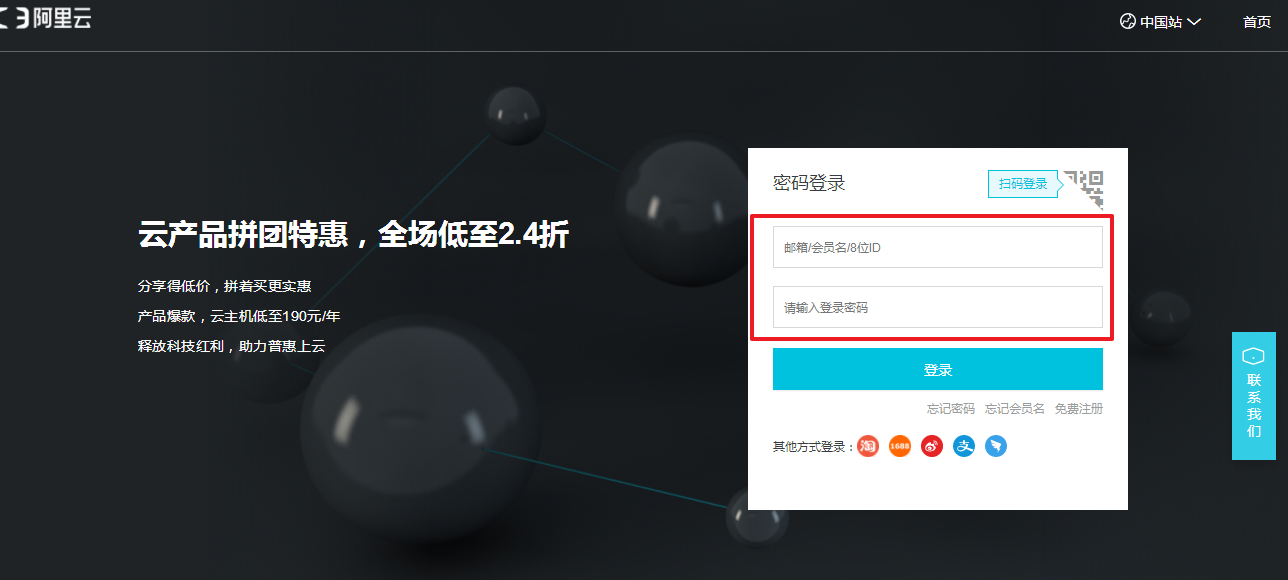 阿里云
中国站
首页
云产品拼团特惠，全场低至2.4折
分享得低价，拼着买更实惠
产品爆款，云主机低至190元/年
释放科技红利，助力普惠上云
密码登录
扫码登录
邮箱/会员名/8位ID
请输入登录密码
登录
忘记密码 忘记会员名 免费注册
其他方式登录：
淘
1688
支
联系我们